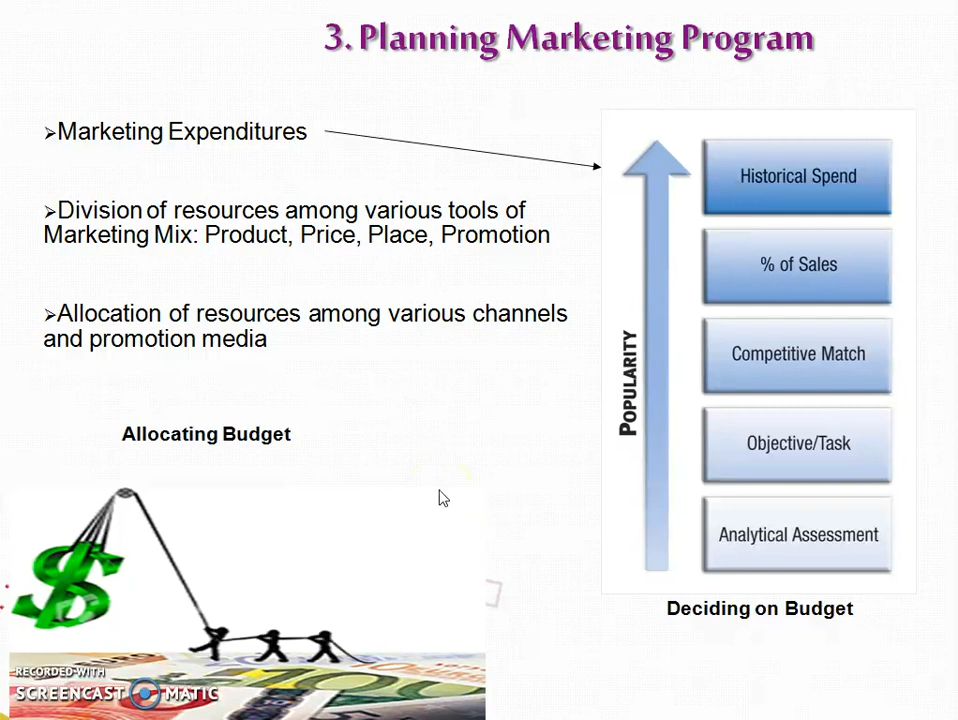 3. Planning Marketing Program
➢Marketing Expenditures
➢Division of resources among various tools of
Marketing Mix: Product, Price, Place, Promotion
➢Allocation of resources among various channels
and promotion media
Allocating Budget
POPULARITY
Historical Spend
% of Sales
Competitive Match
Objective/Task
Analytical Assessment
Deciding on Budget
$
100
RECORDED WITH
SCREENCAST MATIC